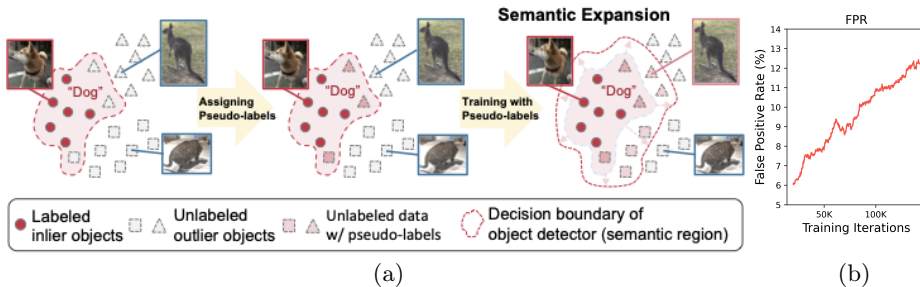 Semantic Expansion
"Dog"
Assigning
Pseudo-labels
"Dog"
Training with
Pseudo-labels
"Dog"
Labeled
inlier objects
Unlabeled
outlier objects
Unlabeled data
w/ pseudo-labels
Decision boundary of
object detector (semantic region)
(a)
FPR
False Positive Rate (%)
14
13
12
11
10
9
8
7
6
5
50K
100K
Training Iterations
(b)